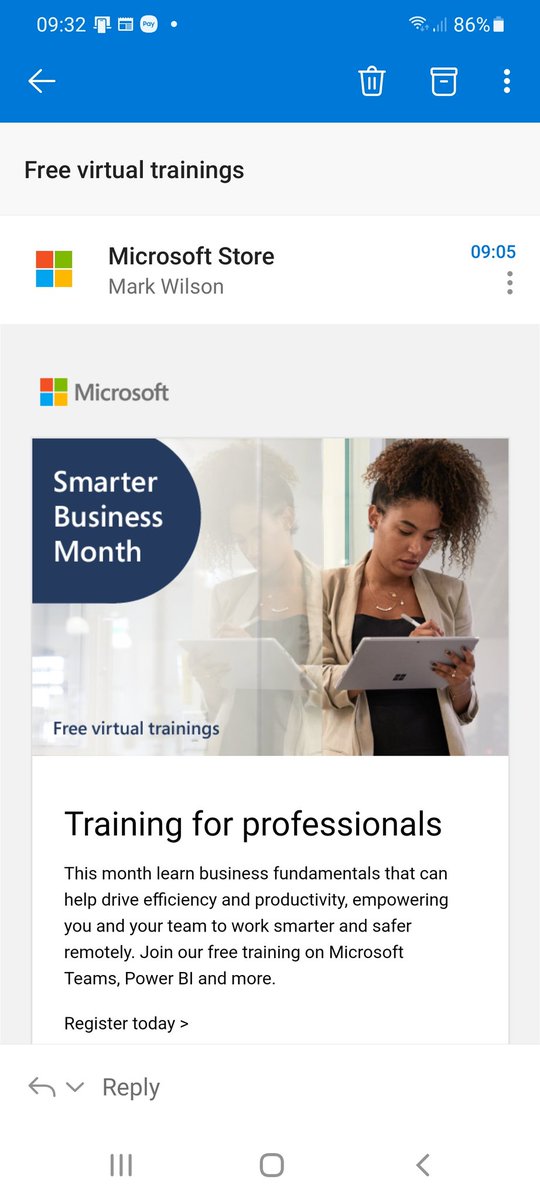 09:32 Pay 86%
Free virtual trainings
Microsoft Store
09:05
Mark Wilson
Microsoft
Smarter
Business
Month
Free virtual trainings
Training for professionals
This month learn business fundamentals that can
help drive efficiency and productivity, empowering
you and your team to work smarter and safer
remotely. Join our free training on Microsoft
Teams, Power BI and more.
Register today >
Reply